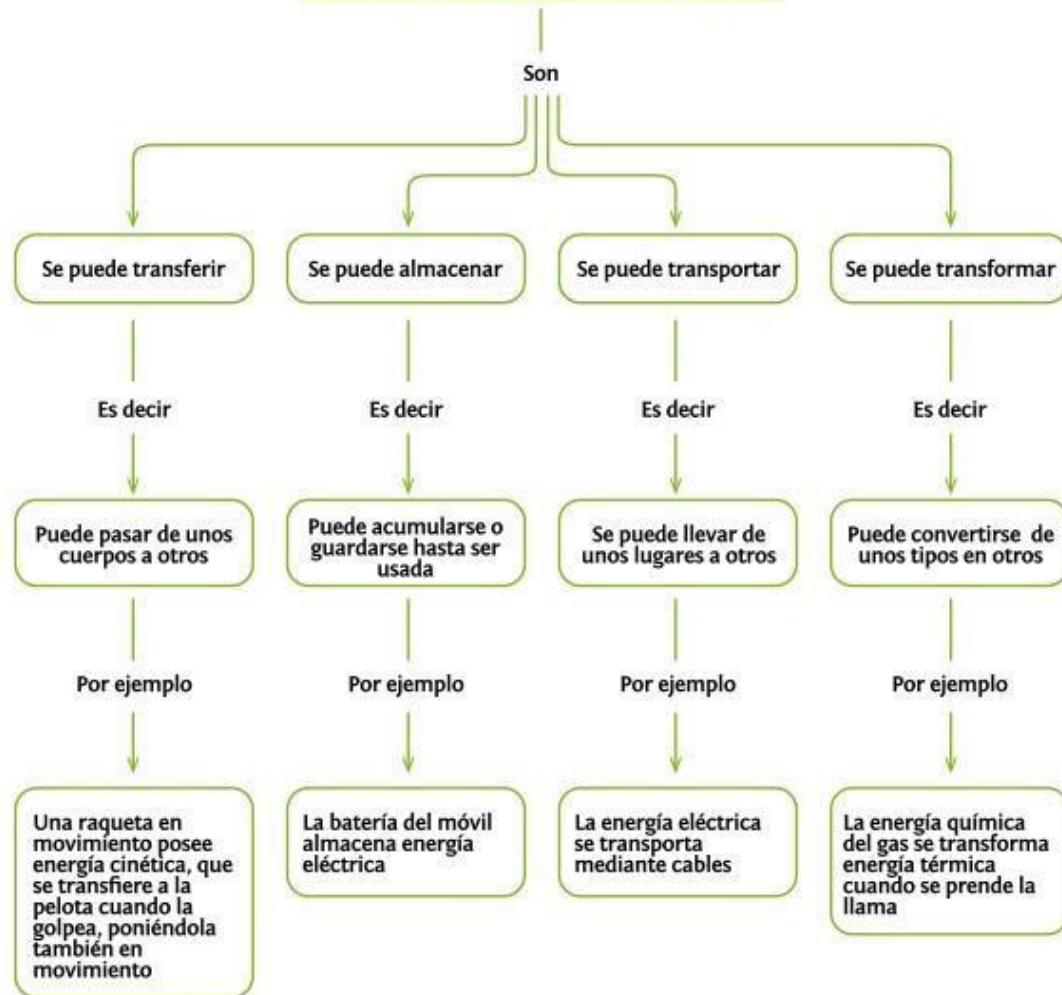 Son
Se puede transferir
Se puede almacenar
Se puede transportar
Se puede transformar
Es decir
Es decir
Es decir
Es decir
Puede pasar de unos
cuerpos a otros
Puede acumularse o
guardarse hasta ser
usada
Se puede llevar de
unos lugares a otros
Puede convertirse de
unos tipos en otros
Por ejemplo
Por ejemplo
Por ejemplo
Por ejemplo
Una raqueta en
movimiento posee
energía cinética, que
se transfiere a la
pelota cuando la
golpea, poniéndola
también en
movimiento
La batería del móvil
almacena energía
eléctrica
La energía eléctrica
se transporta
mediante cables
La energía química
del gas se transforma
energía térmica
cuando se prende la
llama